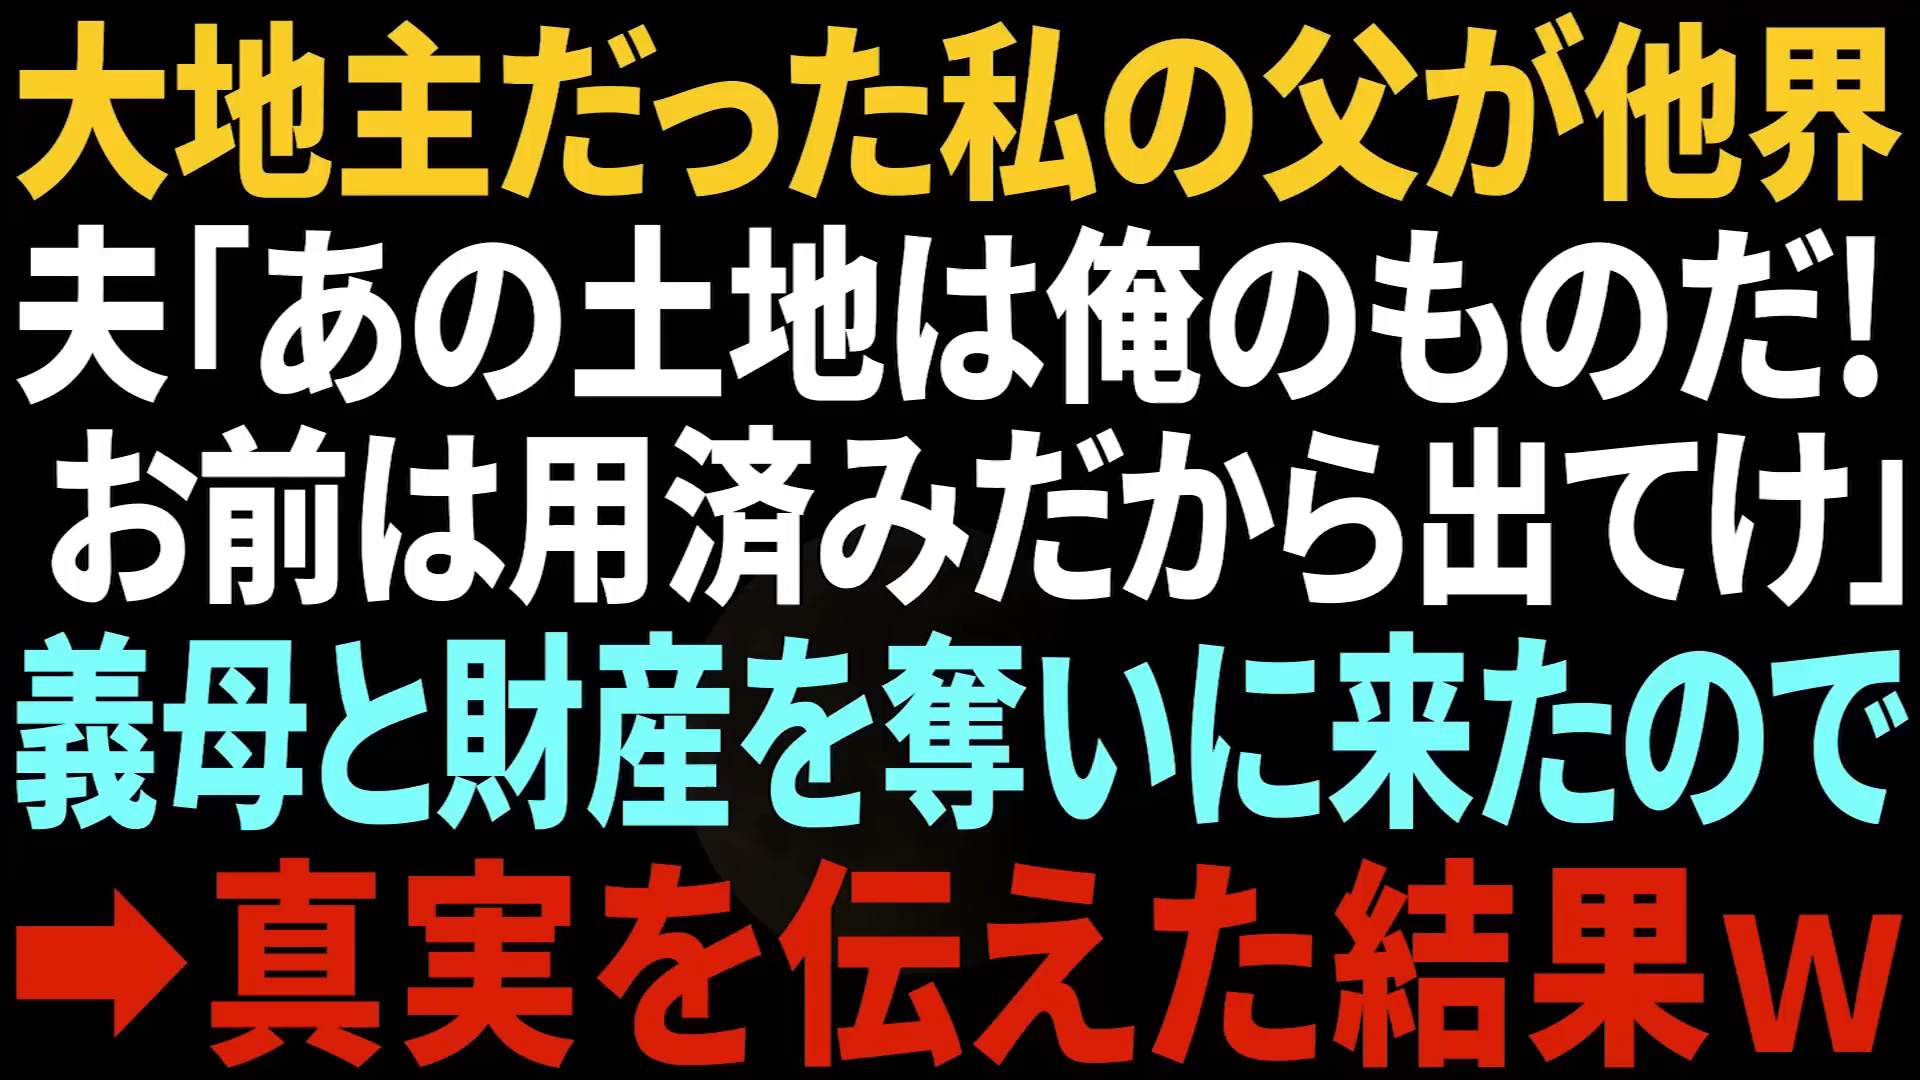 大地主だった私の父が他界
夫「あの土地は俺のものだ!
お前は用済みだから出てけ」
義母と財産を奪いに来たので
➡真実を伝えた結果w